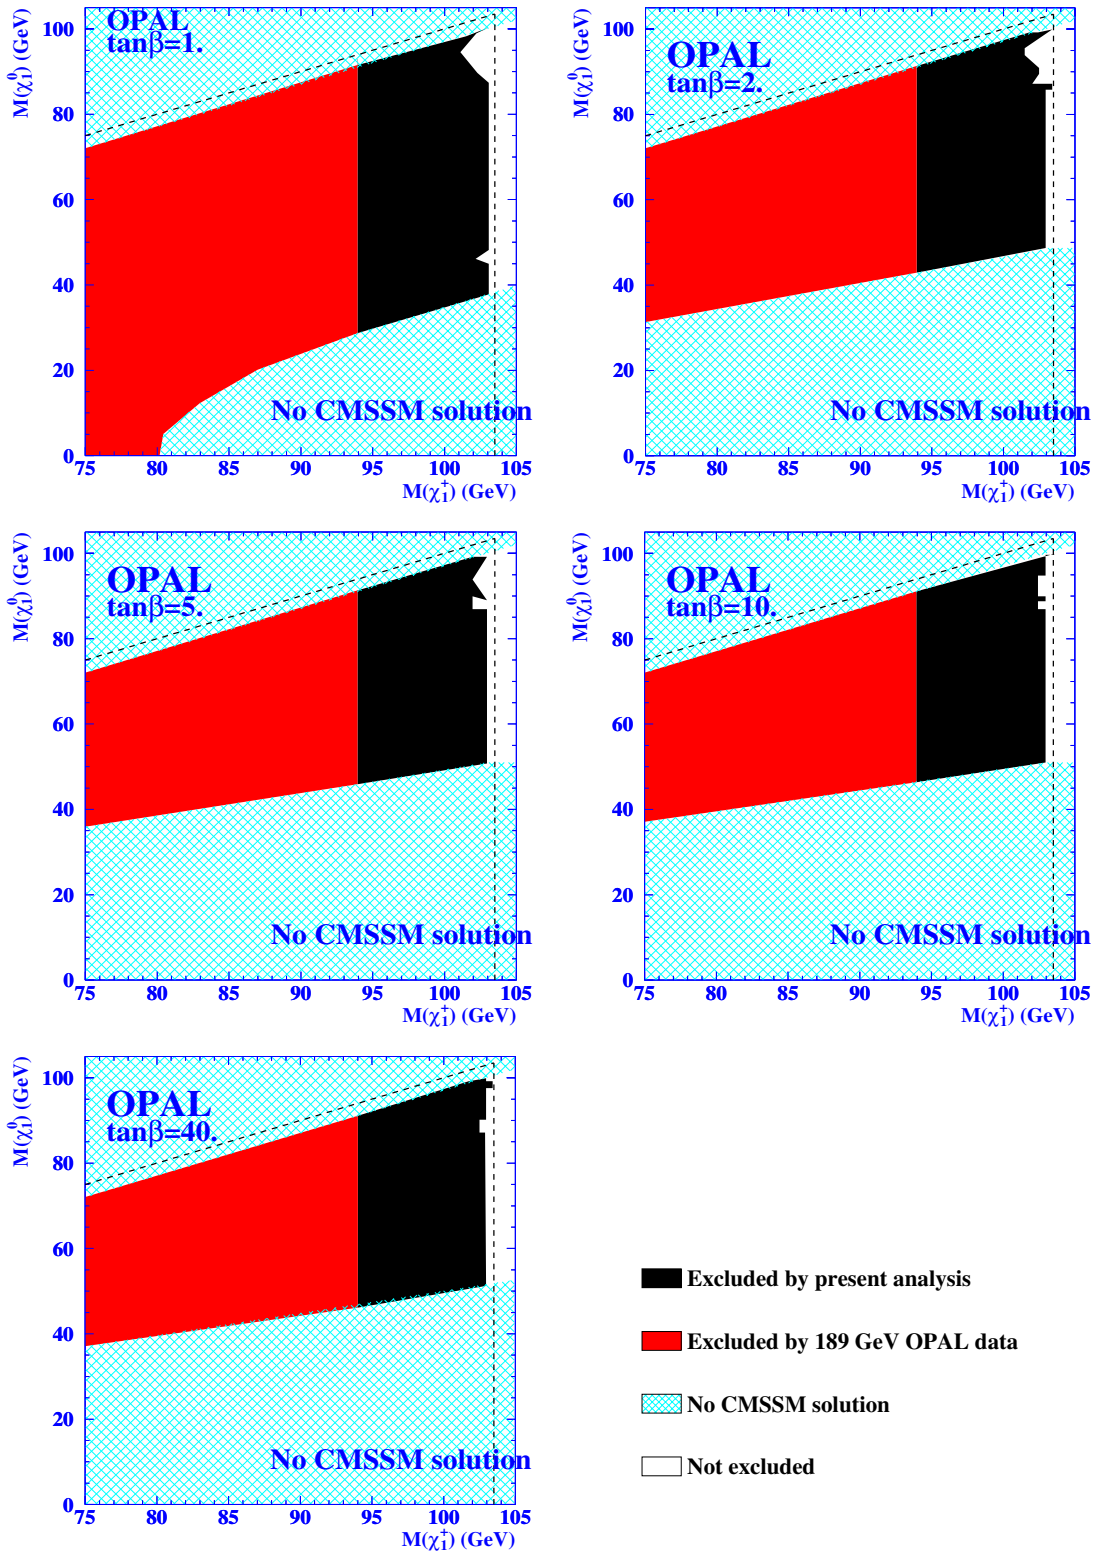 OPAL
tanβ=1.
M(χ₁⁰) (GeV)
100
80
60
40
20
0
No CMSSM solution
75 80 85 90 95 100 105
M(χ₁⁺) (GeV)
OPAL
tanβ=2.
M(χ₁⁰) (GeV)
100
80
60
40
20
0
No CMSSM solution
75 80 85 90 95 100 105
M(χ₁⁺) (GeV)
OPAL
tanβ=5.
M(χ₁⁰) (GeV)
100
80
60
40
20
0
No CMSSM solution
75 80 85 90 95 100 105
M(χ₁⁺) (GeV)
OPAL
tanβ=10.
M(χ₁⁰) (GeV)
100
80
60
40
20
0
No CMSSM solution
75 80 85 90 95 100 105
M(χ₁⁺) (GeV)
OPAL
tanβ=40.
M(χ₁⁰) (GeV)
100
80
60
40
20
0
No CMSSM solution
75 80 85 90 95 100 105
M(χ₁⁺) (GeV)
Excluded by present analysis
Excluded by 189 GeV OPAL data
No CMSSM solution
Not excluded